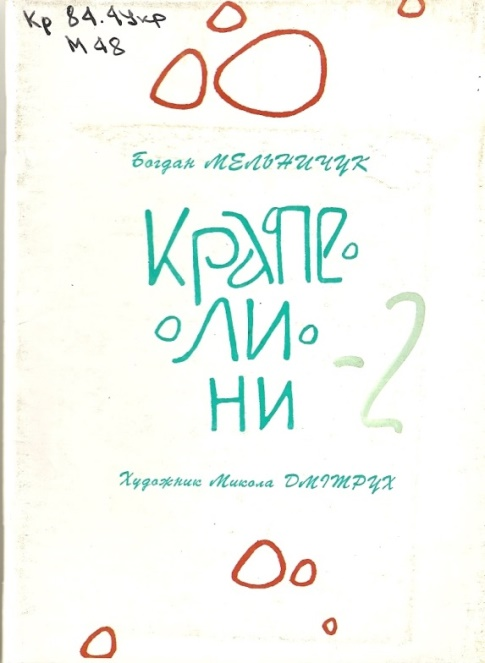 Кр 84.4Укр
М 48
Богдан МЕЛЬНИЧУК
КРАПЕ
ЛИ
НИ
-2
Художник Микола ДМІТРУХ